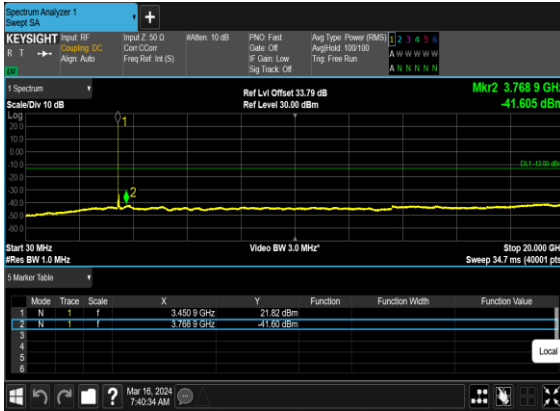 Spectrum Analyzer 1
Swept SA
+
KEYSIGHT Input: RF Input Z: 50 Ω #Atten: 10 dB PNO: Fast Avg Type: Power (RMS) 1 2 3 4 5 6
R T Coupling: DC Corr CCorr Gate: Off Avg|Hold: 100/100 A W W W W W
Align: Auto Freq Ref: Int (S) IF Gain: Low Trig: Free Run
Sig Track: Off A N N N N N
1 Spectrum Ref Lvl Offset 33.79 dB Mkr2 3.768 9 GHz
Scale/Div 10 dB Ref Level 30.00 dBm -41.605 dBm
Log
1
20.0
10.0
0.00
-10.0 DL1 -13.00 dBm
-20.0
-30.0 2
-40.0
-50.0
-60.0
Start 30 MHz Video BW 3.0 MHz* Stop 20.000 GHz
#Res BW 1.0 MHz Sweep 34.7 ms (40001 pts)
5 Marker Table
Mode Trace Scale X Y Function Function Width Function Value
1 N 1 f 3.450 9 GHz 21.82 dBm
2 N 1 f 3.768 9 GHz -41.60 dBm
3
4
5
6
Local
? Mar 16, 2024
7:40:34 AM